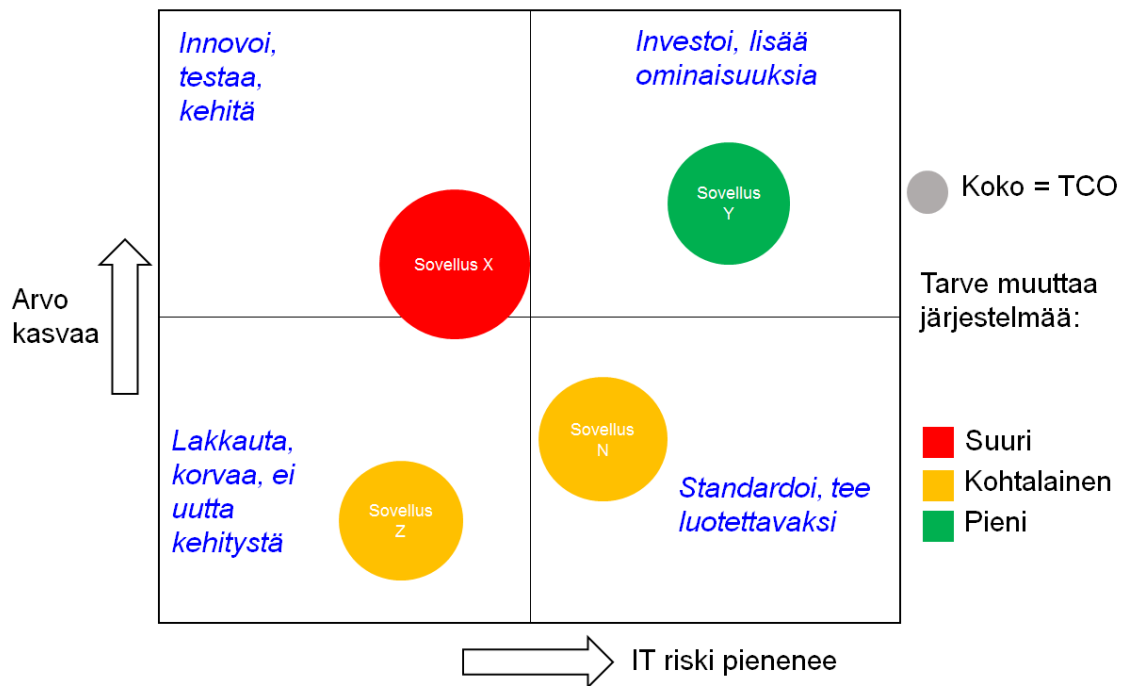 Innovoi,
testaa,
kehitä
Investoi, lisää
ominaisuuksia
Sovellus
Y
Sovellus X
Koko = TCO
Arvo
kasvaa
Tarve muuttaa
järjestelmää:
Lakkauta,
korvaa, ei
uutta
kehitystä
Sovellus
Z
Sovellus
N
Standardoi, tee
luotettavaksi
Suuri
Kohtalainen
Pieni
IT riski pienenee